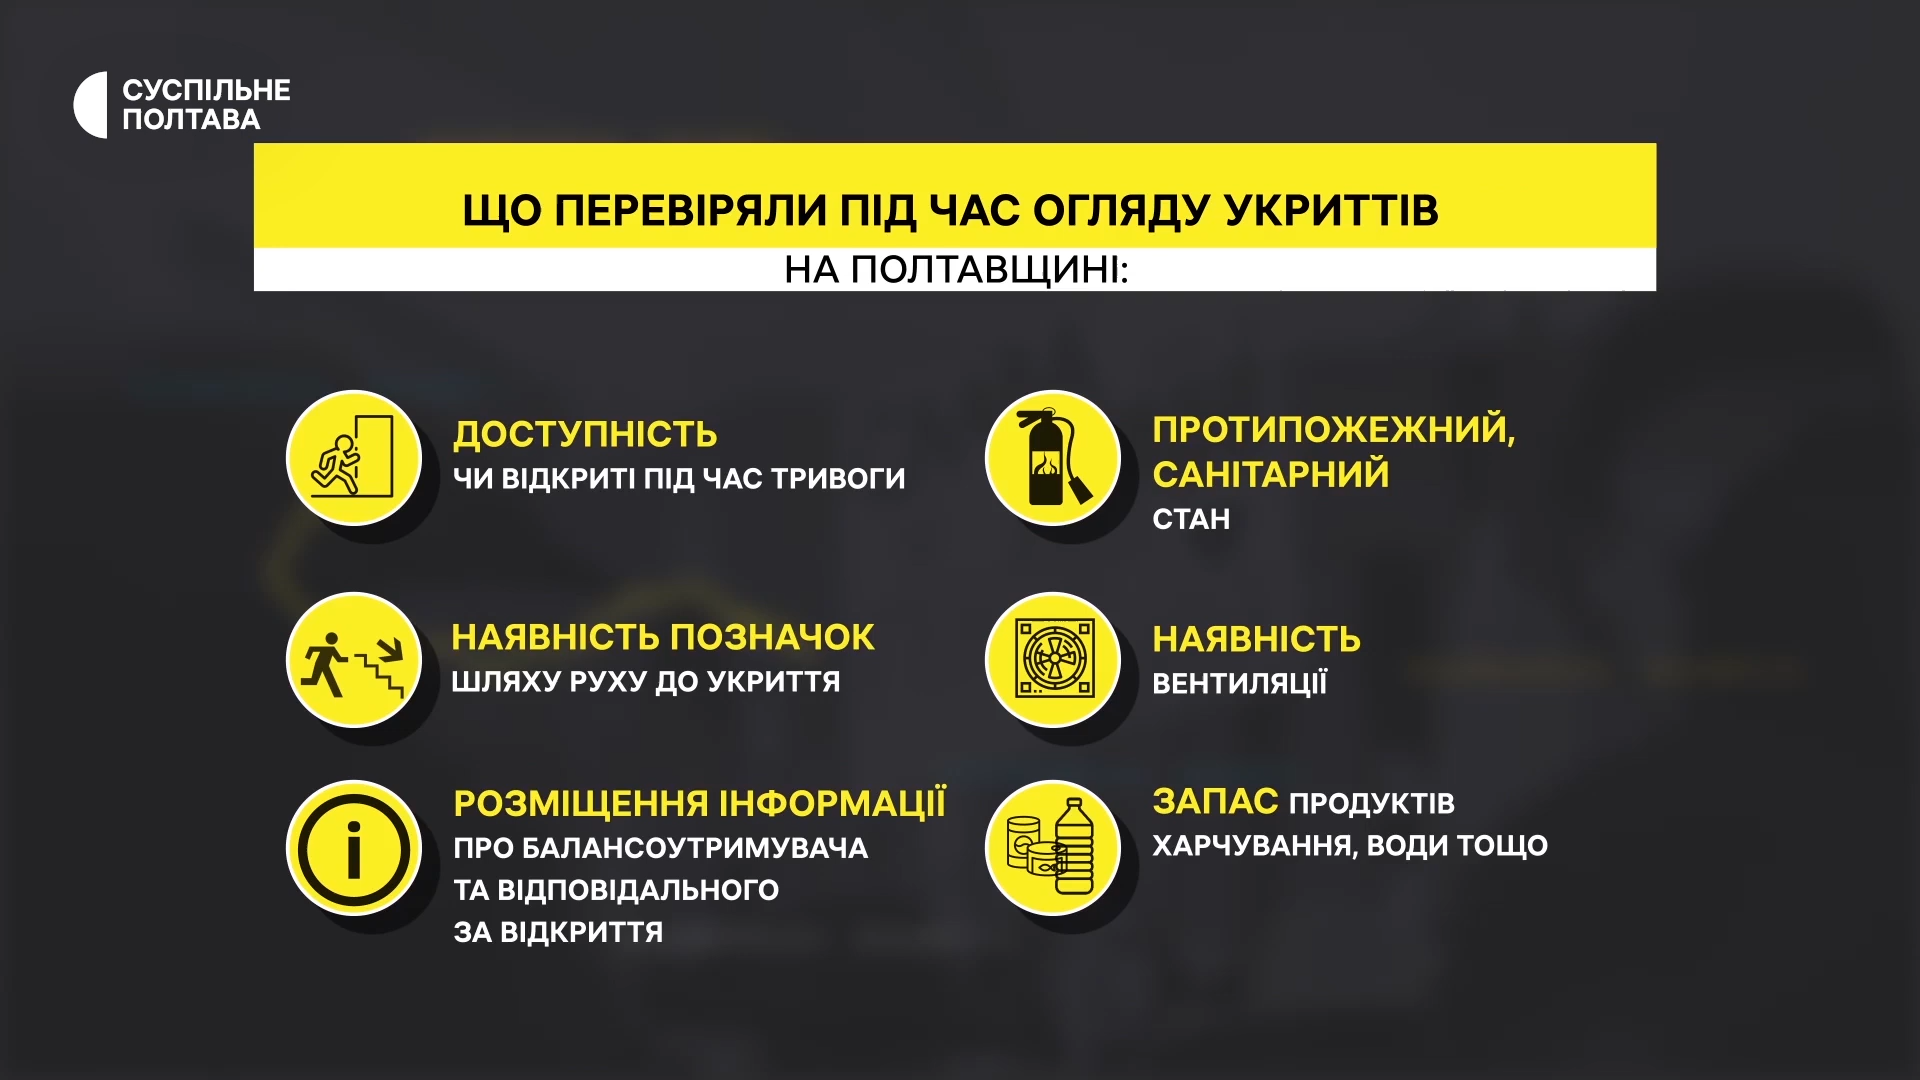 СУСПІЛЬНЕ
ПОЛТАВА
ЩО ПЕРЕВІРЯЛИ ПІД ЧАС ОГЛЯДУ УКРИТТІВ
НА ПОЛТАВЩИНІ:
ДОСТУПНІСТЬ
ЧИ ВІДКРИТІ ПІД ЧАС ТРИВОГИ
НАЯВНІСТЬ ПОЗНАЧОК
ШЛЯХУ РУХУ ДО УКРИТТЯ
РОЗМІЩЕННЯ ІНФОРМАЦІЇ
ПРО БАЛАНСОУТРИМУВАЧА
ТА ВІДПОВІДАЛЬНОГО
ЗА ВІДКРИТТЯ
ПРОТИПОЖЕЖНИЙ,
САНІТАРНИЙ
СТАН
НАЯВНІСТЬ
ВЕНТИЛЯЦІЇ
ЗАПАС ПРОДУКТІВ
ХАРЧУВАННЯ, ВОДИ ТОЩО